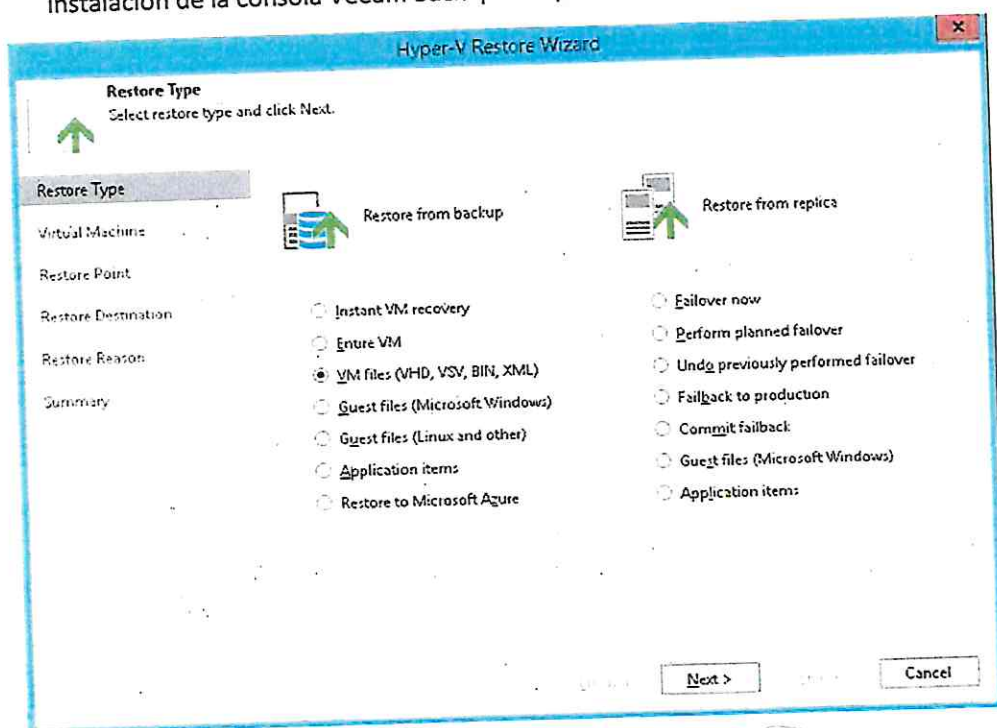 Instalación de la consola Veeam
Hyper-V Restore Wizard
Restore Type
Select restore type and click Next.
Restore Type
Virtual Machine
Restore Point
Restore Destination
Restore Reason
Summary
Restore from backup
Instant VM recovery
Entire VM
VM files (VHD, VSV, BIN, XML)
Guest files (Microsoft Windows)
Guest files (Linux and other)
Application items
Restore to Microsoft Azure
Restore from replica
Failover now
Perform planned failover
Undo previously performed failover
Failback to production
Commit failback
Guest files (Microsoft Windows)
Application items
Next >
Cancel